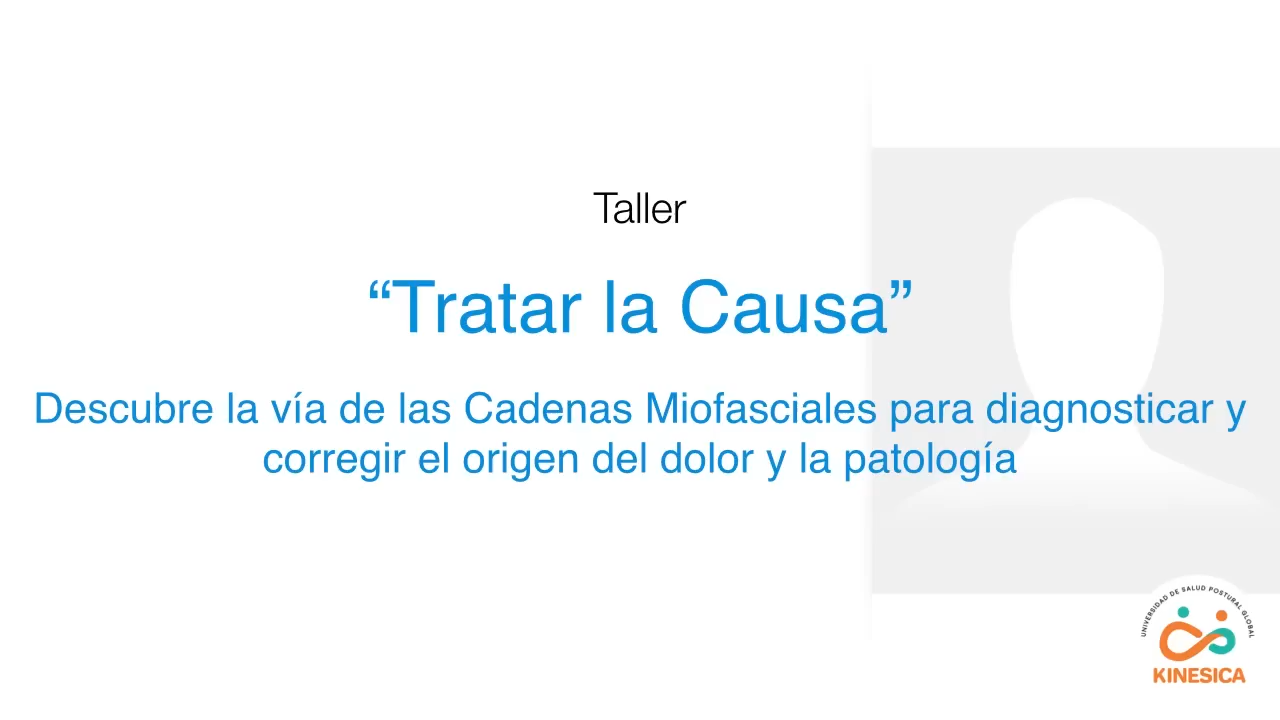 Taller
“Tratar la Causa”
Descubre la vía de las Cadenas Miofasciales para diagnosticar y
corregir el origen del dolor y la patología
UNIVERSIDAD DE SALUD POSTURAL GLOBAL
KINESICA